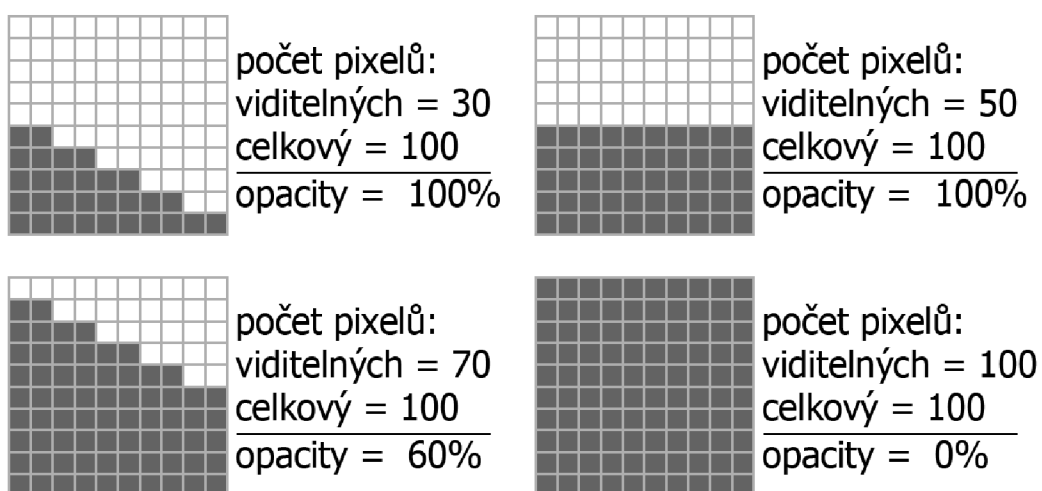 počet pixelů:
viditelných = 30
celkový = 100
opacity = 100%
počet pixelů:
viditelných = 50
celkový = 100
opacity = 100%
počet pixelů:
viditelných = 70
celkový = 100
opacity = 60%
počet pixelů:
viditelných = 100
celkový = 100
opacity = 0%